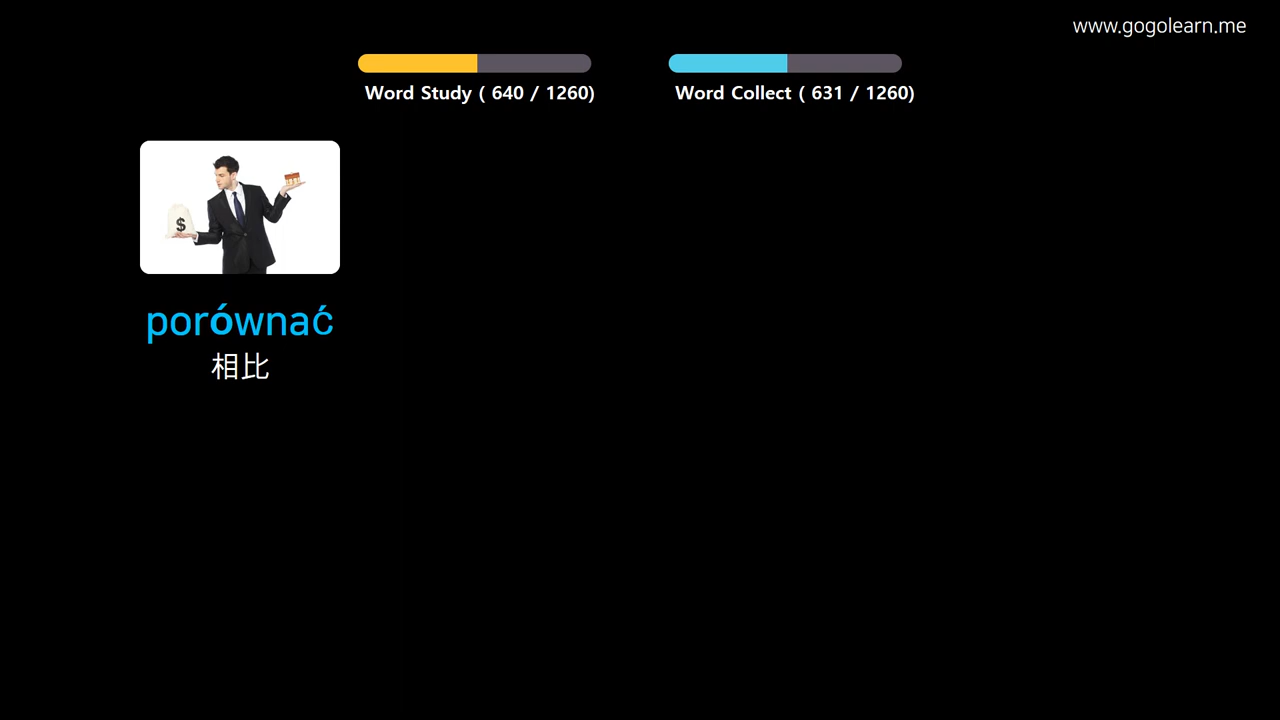 www.gogolearn.me
Word Study ( 640 / 1260)
Word Collect ( 631 / 1260)
$
porównać
相比